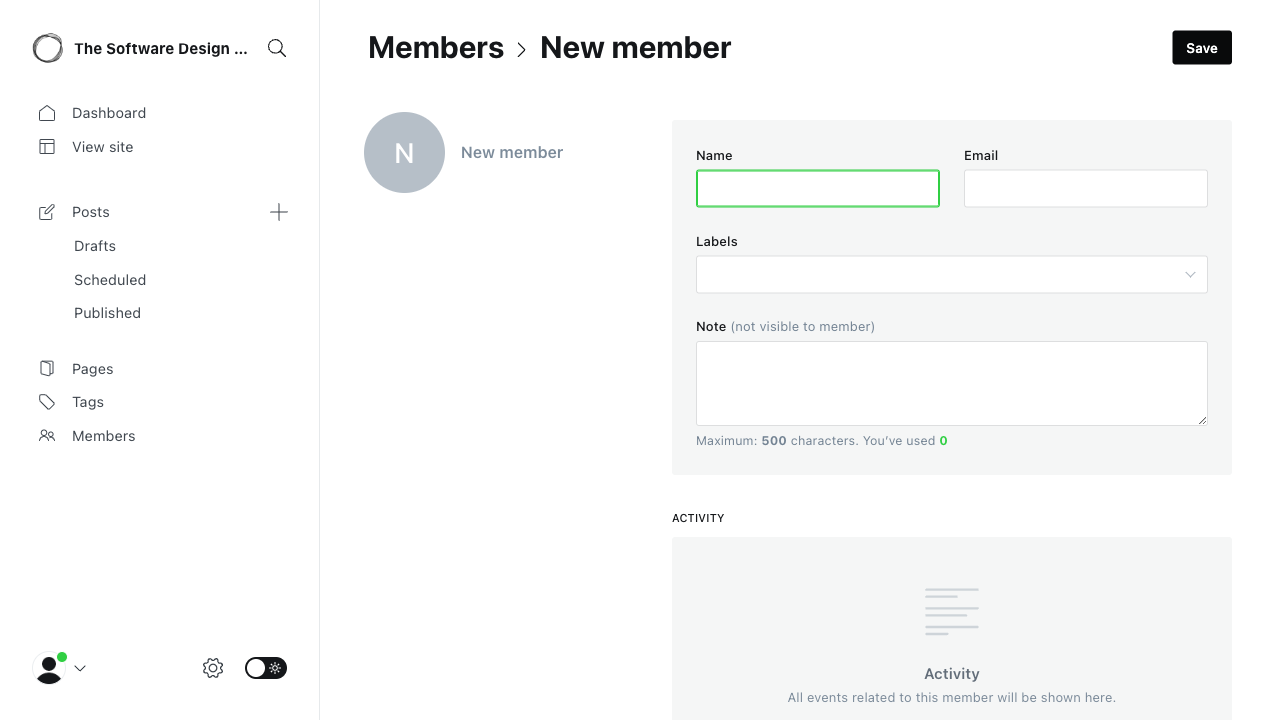 The Software Design ...
Dashboard
View site
Posts
Drafts
Scheduled
Published
Pages
Tags
Members
Members > New member
Save
N
New member
Name
Email
Labels
Note (not visible to member)
Maximum: 500 characters. You’ve used 0
ACTIVITY
Activity
All events related to this member will be shown here.